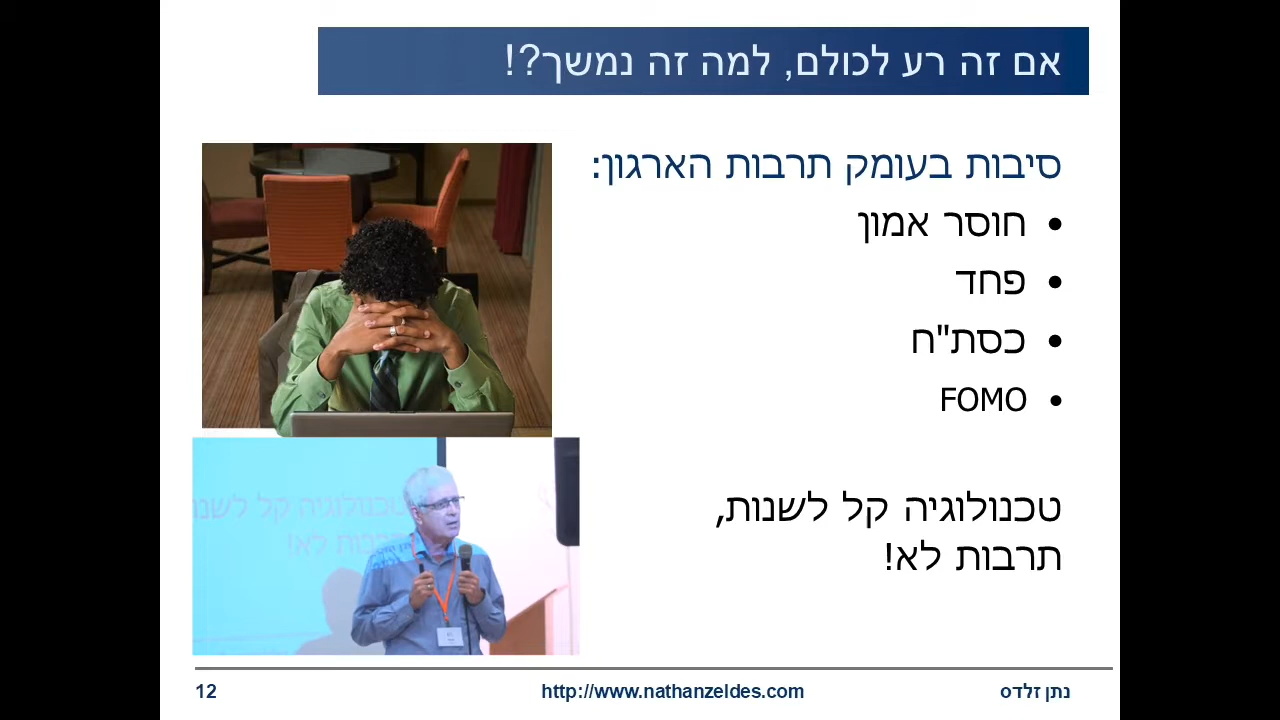 אם זה רע לכולם, למה זה נמשך?!
סיבות בעומק תרבות הארגון:
• חוסר אמון
• פחד
• כסת"ח
• FOMO
טכנולוגיה קל לשנות,
תרבות לא!
טכנולוגיה קל לשנות
תרבות לא!
נתן זלדס
http://www.nathanzeldes.com
12